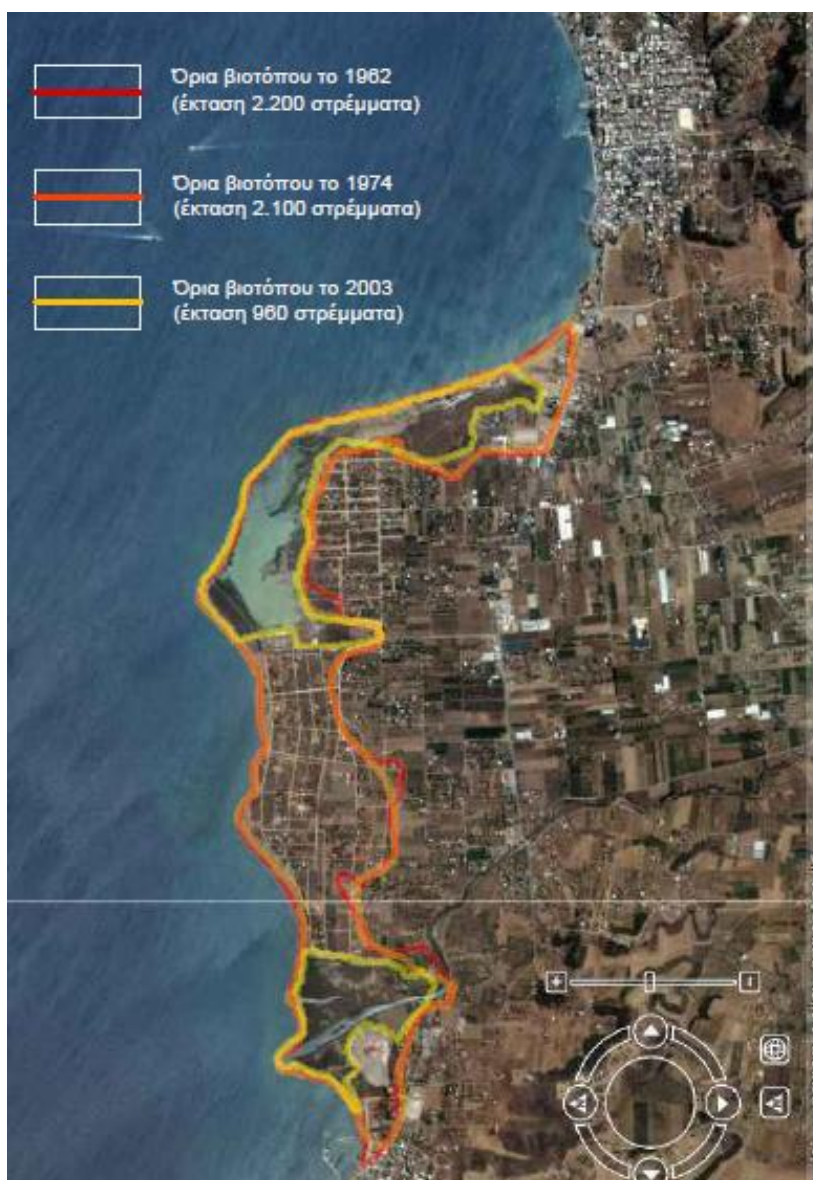 Όρια βιοτόπου το 1962
(έκταση 2.200 στρέμματα)
Όρια βιοτόπου το 1974
(έκταση 2.100 στρέμματα)
Όρια βιοτόπου το 2003
(έκταση 960 στρέμματα)